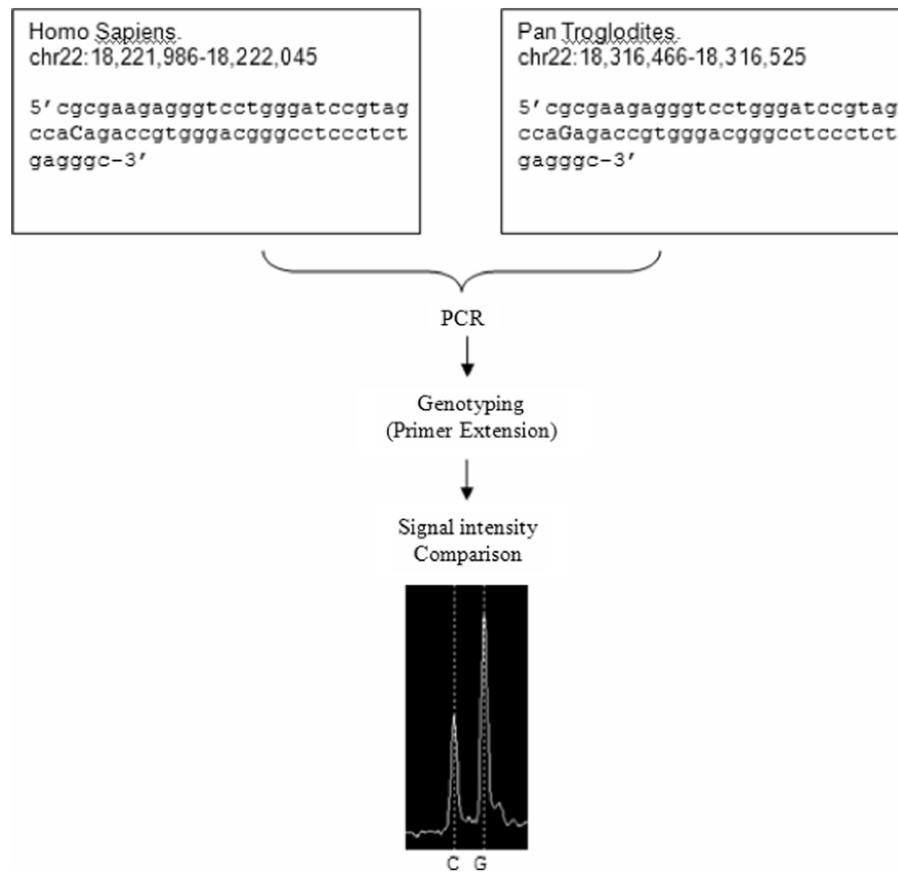 Homo Sapiens.
chr22:18,221,986-18,222,045
5’cgcgaagagggtcctgggatccgtag
ccaCagaccgtgggacgggcctccctct
gagggc-3’
Pan Troglodites.
chr22:18,316,466-18,316,525
5’cgcgaagagggtcctgggatccgtag
ccaGagaccgtgggacgggcctccctct
gagggc-3’
PCR
Genotyping
(Primer Extension)
Signal intensity
Comparison
C G